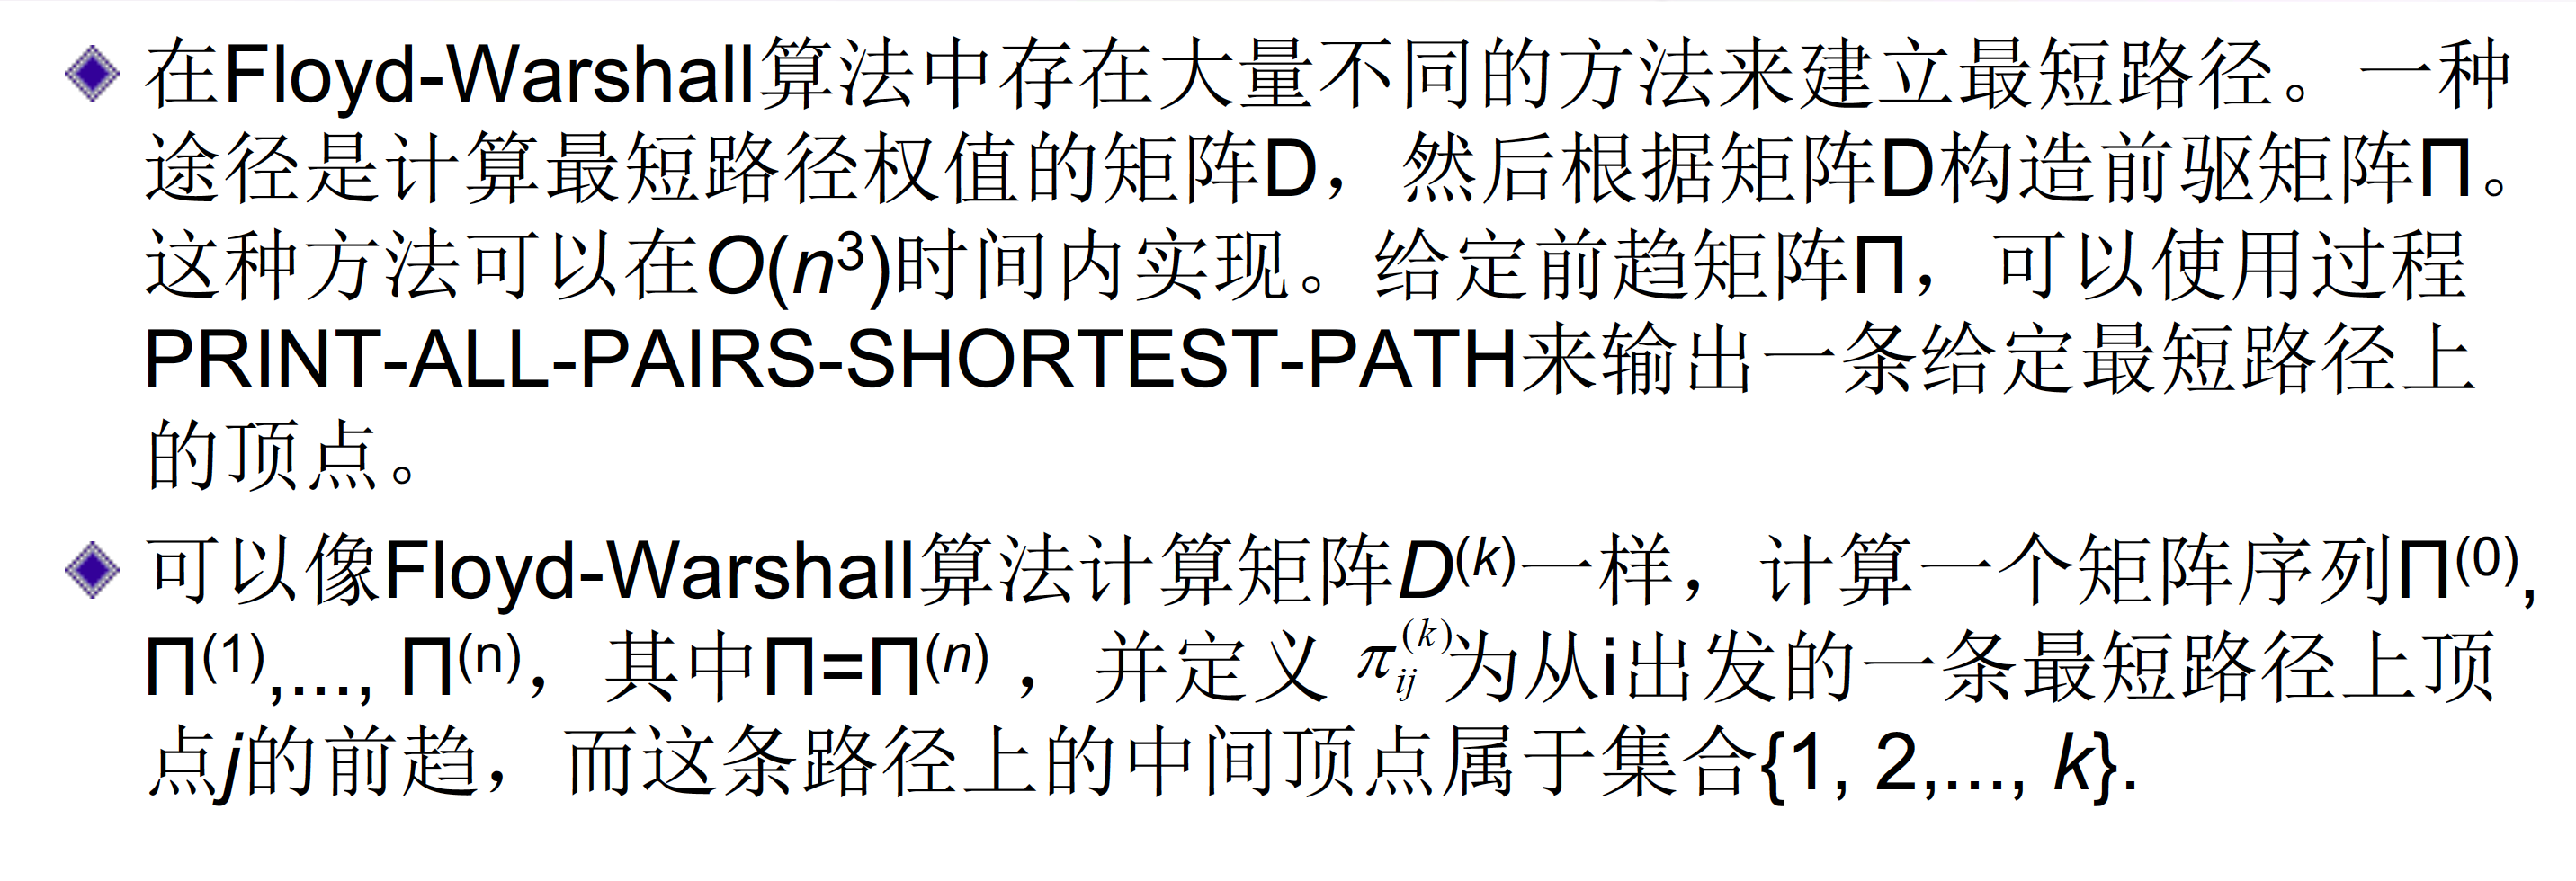 在Floyd-Warshall算法中存在大量不同的方法来建立最短路径。一种
途径是计算最短路径权值的矩阵D，然后根据矩阵D构造前驱矩阵Π。
这种方法可以在O(n³)时间内实现。给定前趋矩阵Π，可以使用过程
PRINT-ALL-PAIRS-SHORTEST-PATH来输出一条给定最短路径上
的顶点。
可以像Floyd-Warshall算法计算矩阵D⁽ᵏ⁾一样，计算一个矩阵序列Π⁽⁰⁾,
Π⁽¹⁾,..., Π⁽ⁿ⁾，其中Π=Π⁽ⁿ⁾ ，并定义 π_{ij}^{(k)}为从i出发的一条最短路径上顶
点j的前趋，而这条路径上的中间顶点属于集合{1, 2,..., k}.